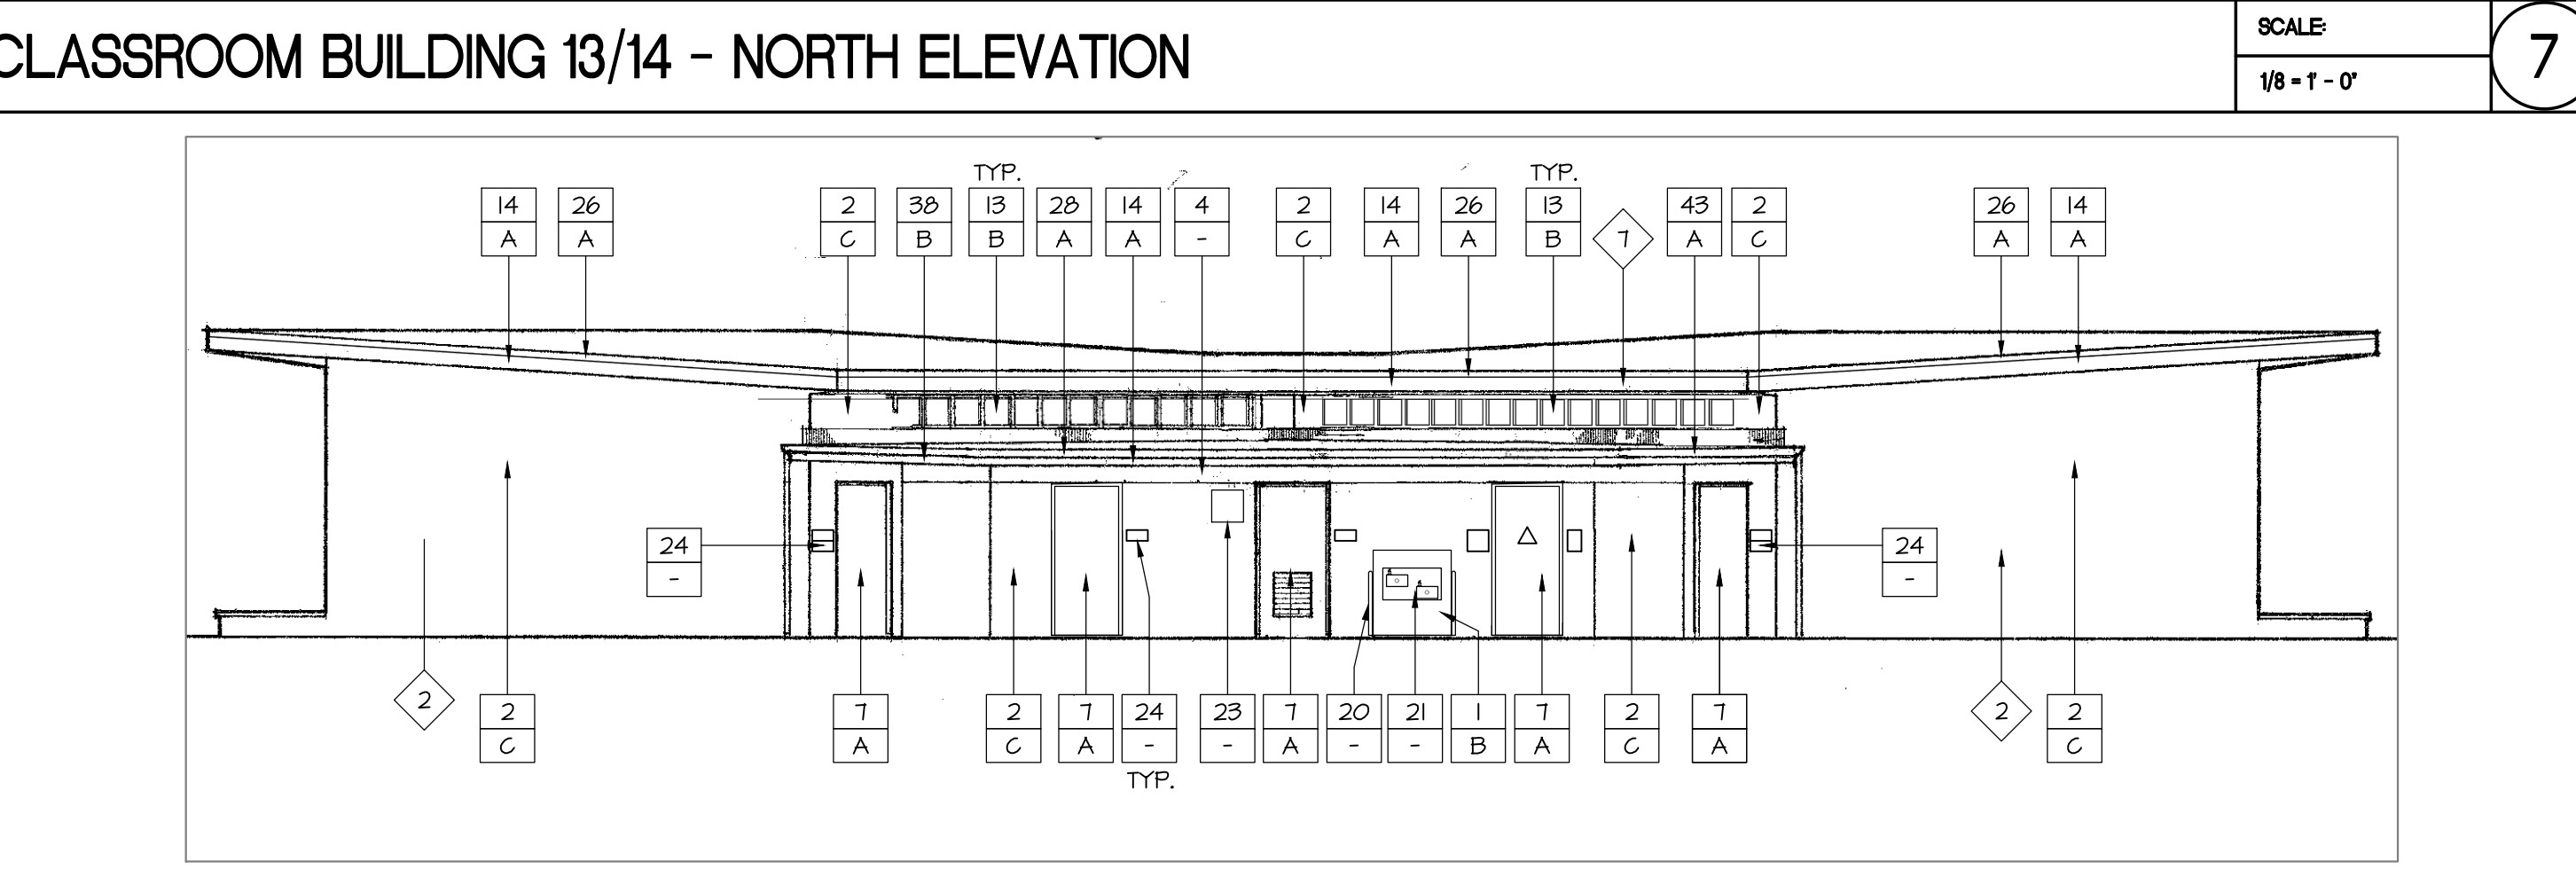 CLASSROOM BUILDING 13/14 - NORTH ELEVATION
SCALE:
1/8 = 1' - 0"
7
TYP. TYP.
14 26 2 38 13 28 14 4 2 14 26 13 7 43 2 26 14
A A C B B A A - C A A B A C A A
24 24
- -
2 2 7 2 7 24 23 7 20 21 1 7 2 7 2 2
C A C A - - A - - B A C A C
TYP.